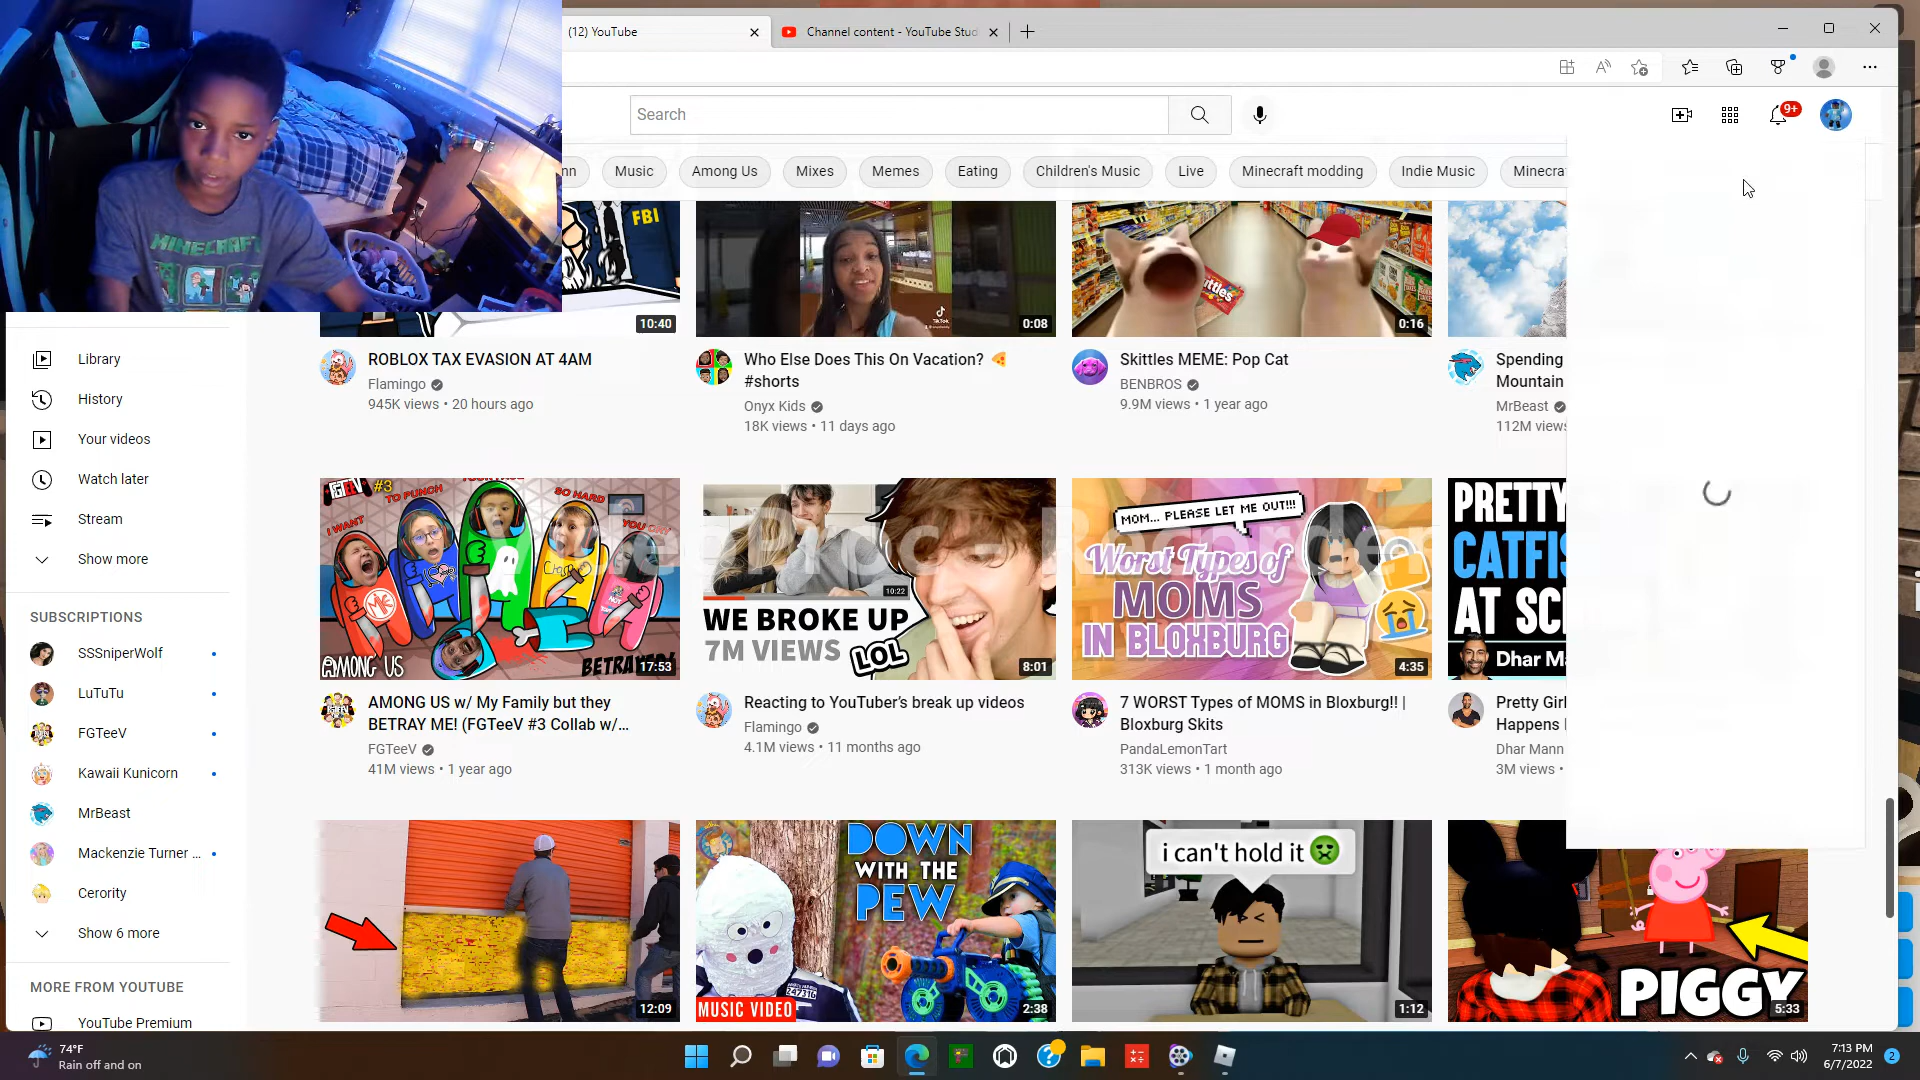 (12) YouTube
Channel content - YouTube Stud
Search
9+
Music
Among Us
Mixes
Memes
Eating
Children's Music
Live
Minecraft modding
Indie Music
MINECRAFT
FBI
10:40
TikTok
0:08
0:16
ROBLOX TAX EVASION AT 4AM
Flamingo
945K views • 20 hours ago
Who Else Does This On Vacation? 🍕
#shorts
Onyx Kids
18K views • 11 days ago
Skittles MEME: Pop Cat
BENBROS
9.9M views • 1 year ago
Spending
Mountain
MrBeast
112M views
Library
History
Your videos
Watch later
Stream
Show more
SUBSCRIPTIONS
SSSniperWolf
LuTuTu
FGTeeV
Kawaii Kunicorn
MrBeast
Mackenzie Turner ...
Cerority
Show 6 more
MORE FROM YOUTUBE
YouTube Premium
FGTEEV #3
I WANT
TO PUNCH
SO HARD
AMONG US
BETRAYED!
17:53
10:22
WE BROKE UP
7M VIEWS
LOL
8:01
MOM... PLEASE LET ME OUT!!!
Worst Types of
MOMS
IN BLOXBURG
4:35
PRETTY
CATFIS
AT SC
Dhar Ma
VideoProc - Recorder
AMONG US w/ My Family but they
BETRAY ME! (FGTeeV #3 Collab w/...
FGTeeV
41M views • 1 year ago
Reacting to YouTuber's break up videos
Flamingo
4.1M views • 11 months ago
7 WORST Types of MOMS in Bloxburg!! |
Bloxburg Skits
PandaLemonTart
313K views • 1 month ago
Pretty Girl
Happens
Dhar Mann
3M views •
12:09
DOWN
WITH THE
PEW
MUSIC VIDEO
2:38
i can't hold it 🤢
1:12
PIGGY
5:33
74°F
Rain off and on
7:13 PM
6/7/2022
2